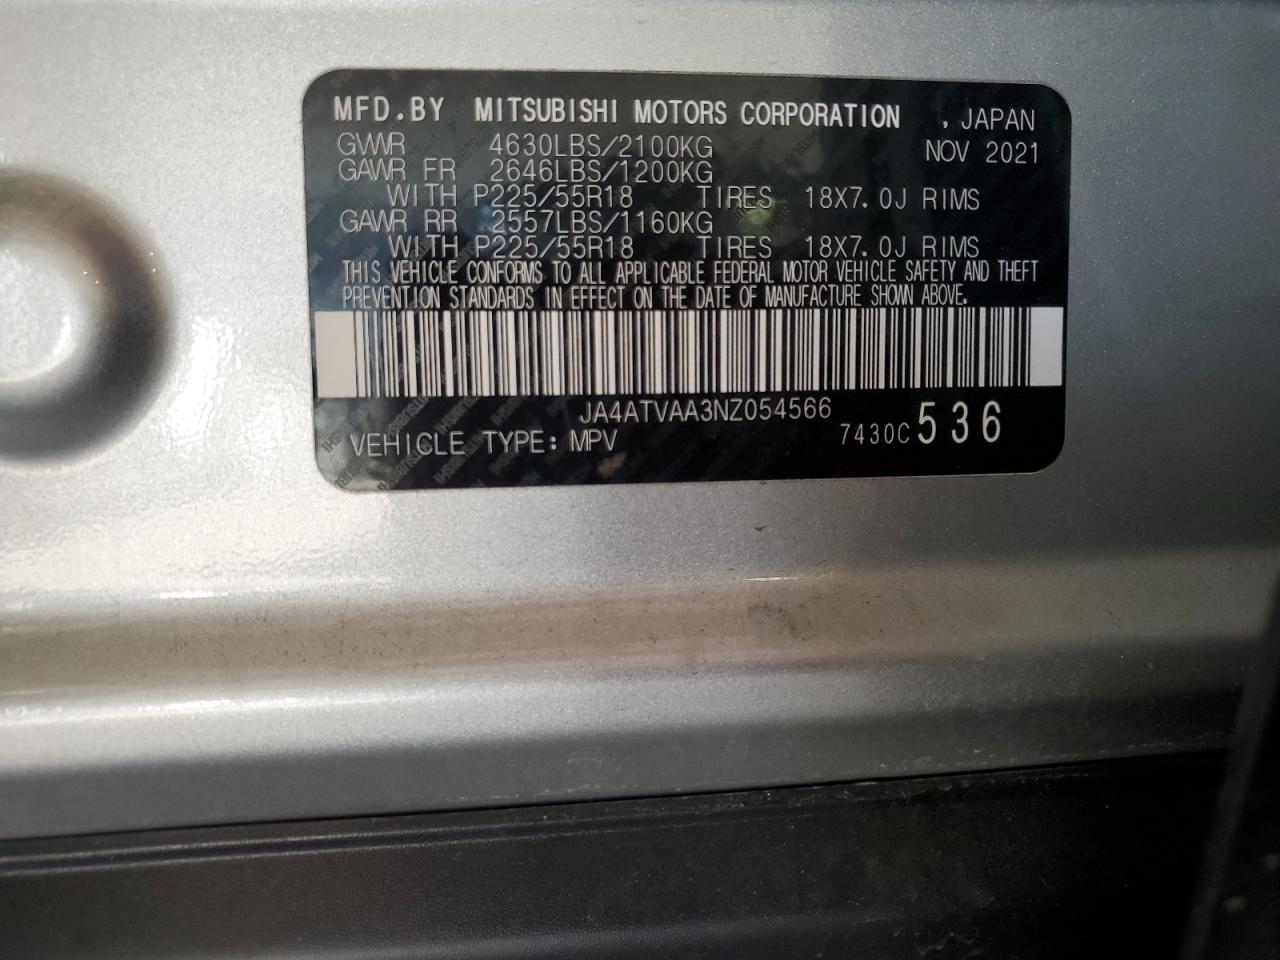 MFD.BY MITSUBISHI MOTORS CORPORATION , JAPAN
GVWR 4630LBS/2100KG NOV 2021
GAWR FR 2646LBS/1200KG
WITH P225/55R18 TIRES 18X7.0J RIMS
GAWR RR 2557LBS/1160KG
WITH P225/55R18 TIRES 18X7.0J RIMS
THIS VEHICLE CONFORMS TO ALL APPLICABLE FEDERAL MOTOR VEHICLE SAFETY AND THEFT
PREVENTION STANDARDS IN EFFECT ON THE DATE OF MANUFACTURE SHOWN ABOVE.
JA4ATVAA3NZ054566
VEHICLE TYPE: MPV 7430C 536